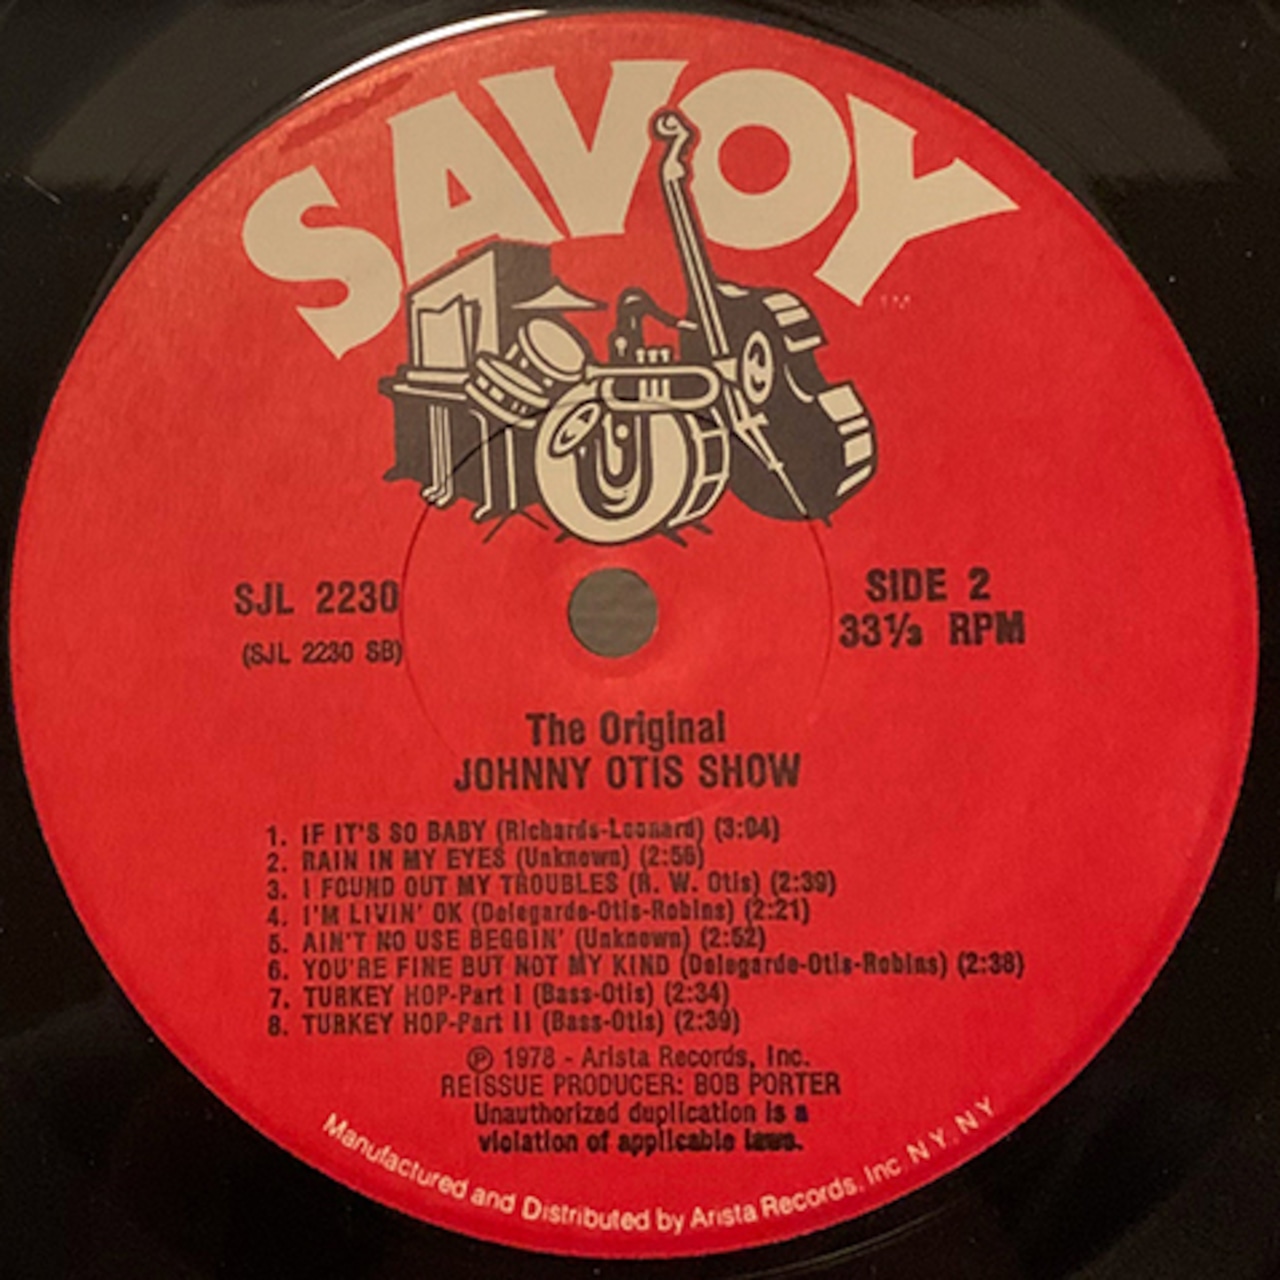 SAVOY
TM
SJL 2230
(SJL 2230 SB)
SIDE 2
33⅓ RPM
The Original
JOHNNY OTIS SHOW
1. IF IT'S SO BABY (Richards-Leonard) (3:04)
2. RAIN IN MY EYES (Unknown) (2:56)
3. I FOUND OUT MY TROUBLES (R. W. Otis) (2:39)
4. I'M LIVIN' OK (Delegarde-Otis-Robins) (2:21)
5. AIN'T NO USE BEGGIN' (Unknown) (2:52)
6. YOU'RE FINE BUT NOT MY KIND (Delegarde-Otis-Robins) (2:38)
7. TURKEY HOP-Part I (Bass-Otis) (2:34)
8. TURKEY HOP-Part II (Bass-Otis) (2:39)
℗ 1978 - Arista Records, Inc.
REISSUE PRODUCER: BOB PORTER
Unauthorized duplication is a
violation of applicable laws.
Manufactured and Distributed by Arista Records, Inc. N.Y. N.Y.